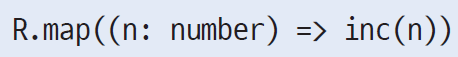 R.map((n: number) => inc(n))